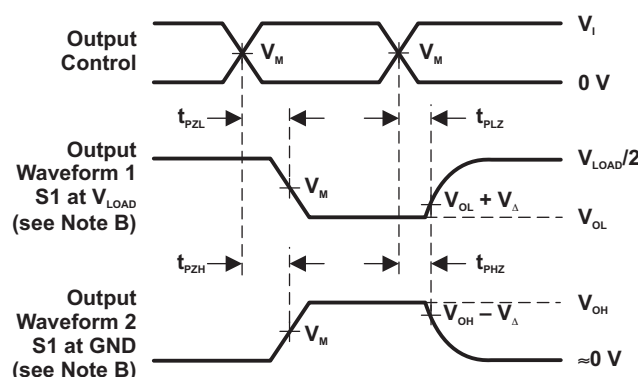 Output
Control
V_M
V_M
V_I
0 V
t_PZL
t_PLZ
Output
Waveform 1
S1 at V_LOAD
(see Note B)
V_M
V_OL + V_Δ
V_LOAD/2
V_OL
t_PZH
t_PHZ
Output
Waveform 2
S1 at GND
(see Note B)
V_M
V_OH – V_Δ
V_OH
≈0 V